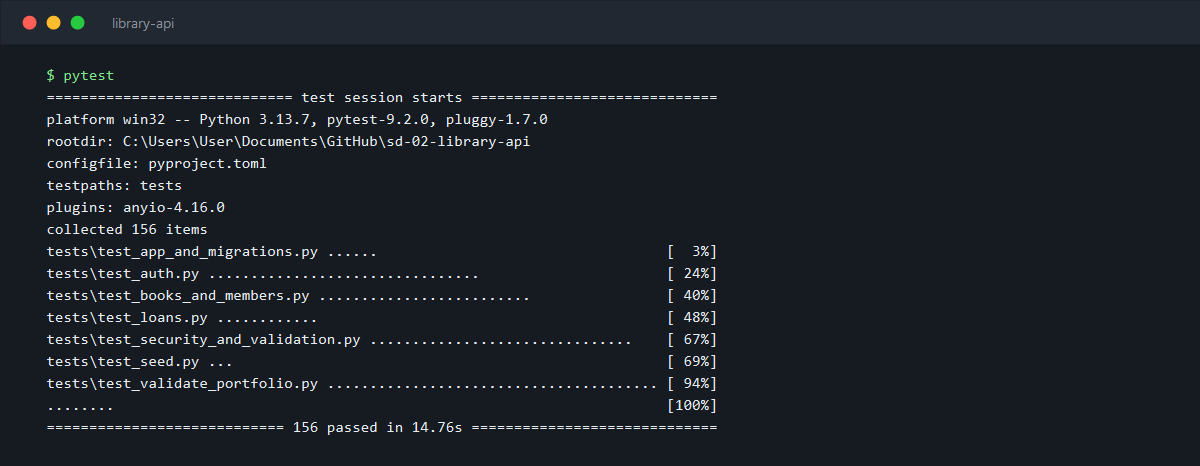 library-api
$ pytest
============================= test session starts =============================
platform win32 -- Python 3.13.7, pytest-9.2.0, pluggy-1.7.0
rootdir: C:\Users\User\Documents\GitHub\sd-02-library-api
configfile: pyproject.toml
testpaths: tests
plugins: anyio-4.16.0
collected 156 items
tests\test_app_and_migrations.py ......                                  [  3%]
tests\test_auth.py ................................                      [ 24%]
tests\test_books_and_members.py .........................                [ 40%]
tests\test_loans.py ............                                         [ 48%]
tests\test_security_and_validation.py ...............................    [ 67%]
tests\test_seed.py ...                                                   [ 69%]
tests\test_validate_portfolio.py ....................................... [ 94%]
........                                                                 [100%]
============================ 156 passed in 14.76s =============================